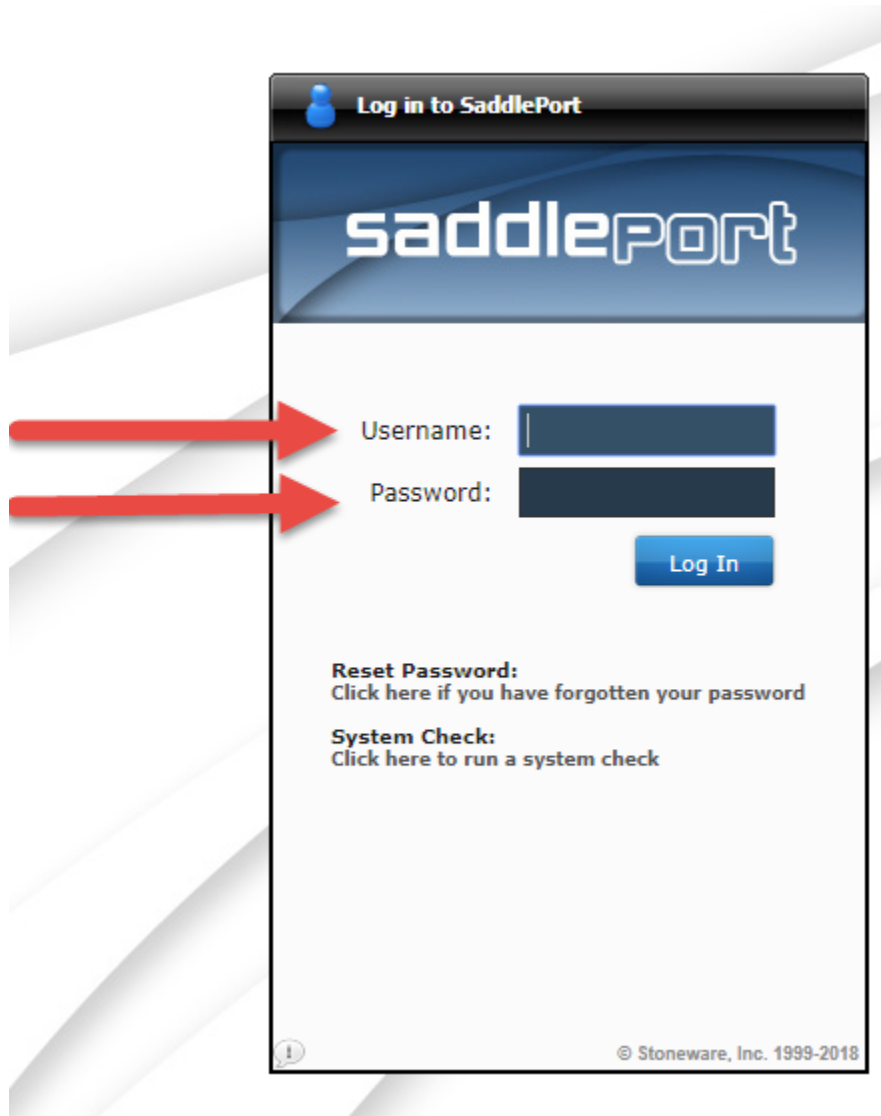 Log in to SaddlePort
saddleport
Username:
Password:
Log In
Reset Password:
Click here if you have forgotten your password
System Check:
Click here to run a system check
© Stoneware, Inc. 1999-2018